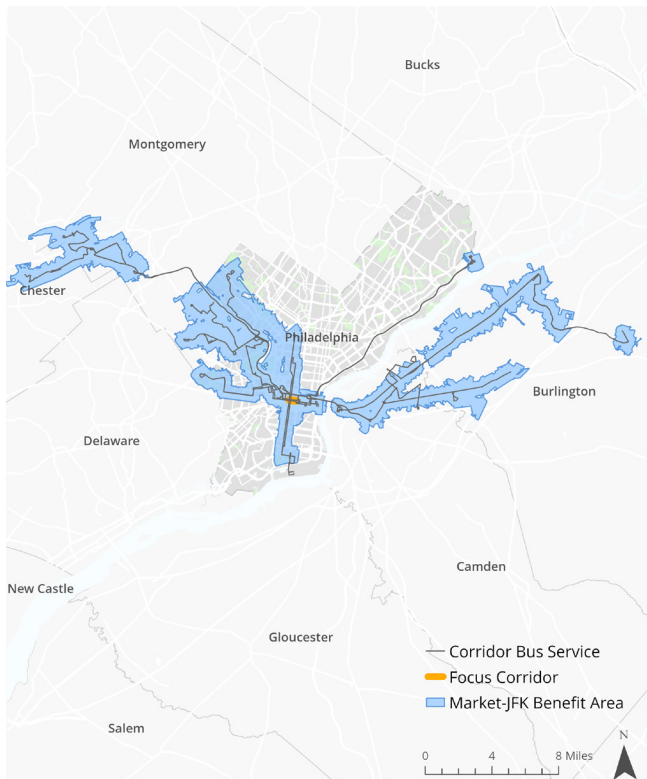 Bucks
Montgomery
Chester
Philadelphia
Burlington
Delaware
Camden
New Castle
Gloucester
Corridor Bus Service
Focus Corridor
Market-JFK Benefit Area
Salem
N
0 4 8 Miles